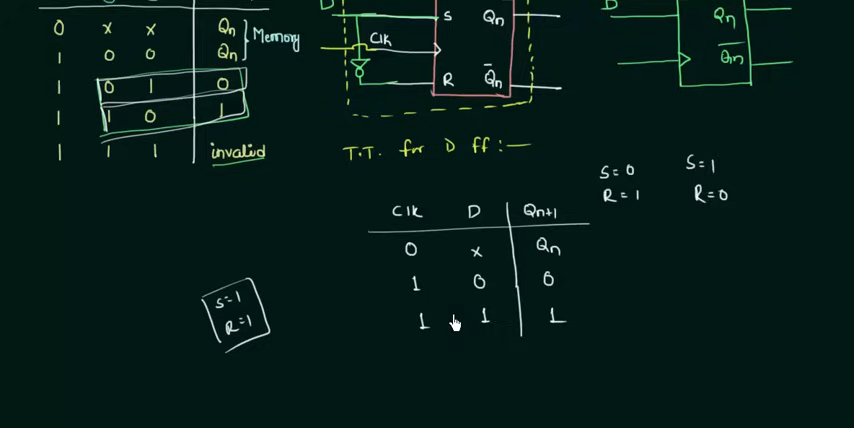 0 x x Qn
1 0 0 Qn
} Memory
1 0 1 0
1 1 0 1
1 1 1 invalid
D
S Qn
Clk
R Q̅n
D
Qn
Q̅n
T.T. for D ff :—
S=0 S=1
R=1 R=0
Clk D Qn+1
0 x Qn
1 0 0
1 1 1
S=1
R=1